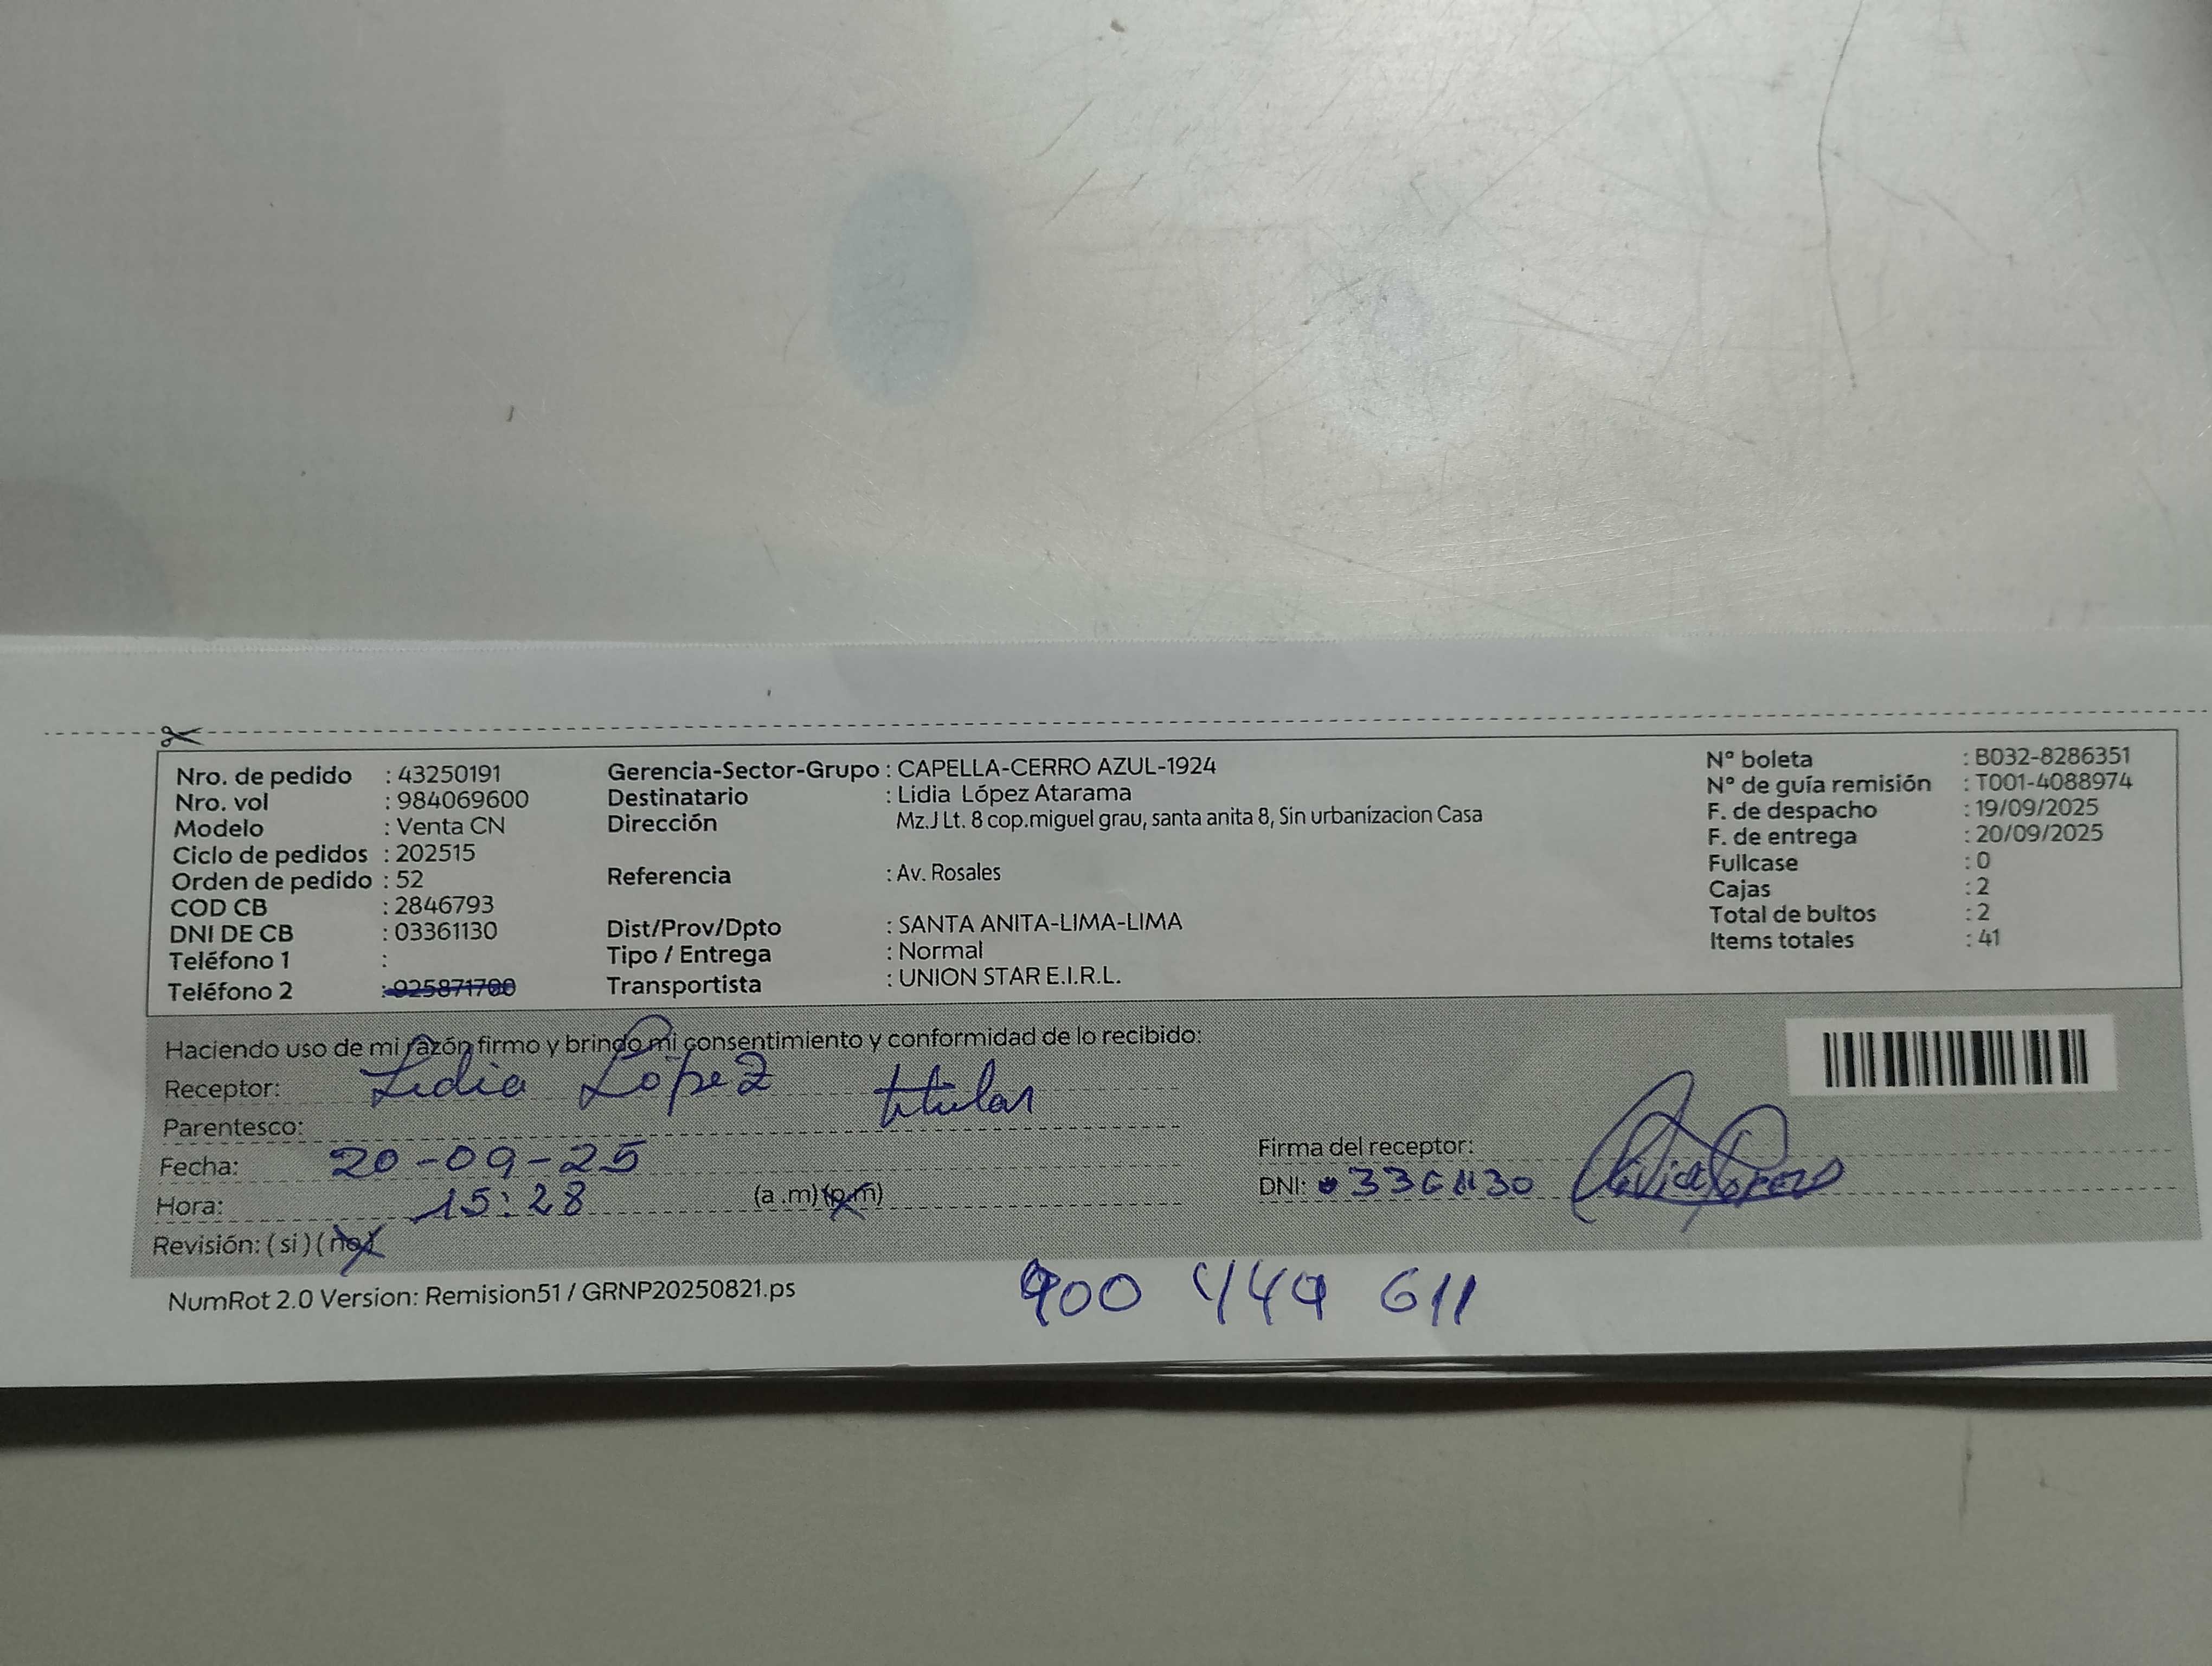 Nro. de pedido : 43250191
Nro. vol : 984069600
Modelo : Venta CN
Ciclo de pedidos : 202515
Orden de pedido : 52
COD CB : 2846793
DNI DE CB : 03361130
Teléfono 1 :
Teléfono 2 : 925871700
Gerencia-Sector-Grupo : CAPELLA-CERRO AZUL-1924
Destinatario : Lidia López Atarama
Dirección Mz.J Lt. 8 cop.miguel grau, santa anita 8, Sin urbanizacion Casa
Referencia : Av. Rosales
Dist/Prov/Dpto : SANTA ANITA-LIMA-LIMA
Tipo / Entrega : Normal
Transportista : UNION STAR E.I.R.L.
N° boleta : B032-8286351
N° de guía remisión : T001-4088974
F. de despacho : 19/09/2025
F. de entrega : 20/09/2025
Fullcase : 0
Cajas : 2
Total de bultos : 2
Items totales : 41
Haciendo uso de mi razón firmo y brindo mi consentimiento y conformidad de lo recibido:
Receptor: Lidia Lopez titular
Parentesco:
Fecha: 20-09-25
Hora: 15:28 (a .m) (p.m)
Revisión: ( si ) ( no )
Firma del receptor:
DNI: 03361130
NumRot 2.0 Version: Remision51 / GRNP20250821.ps
900 449 611